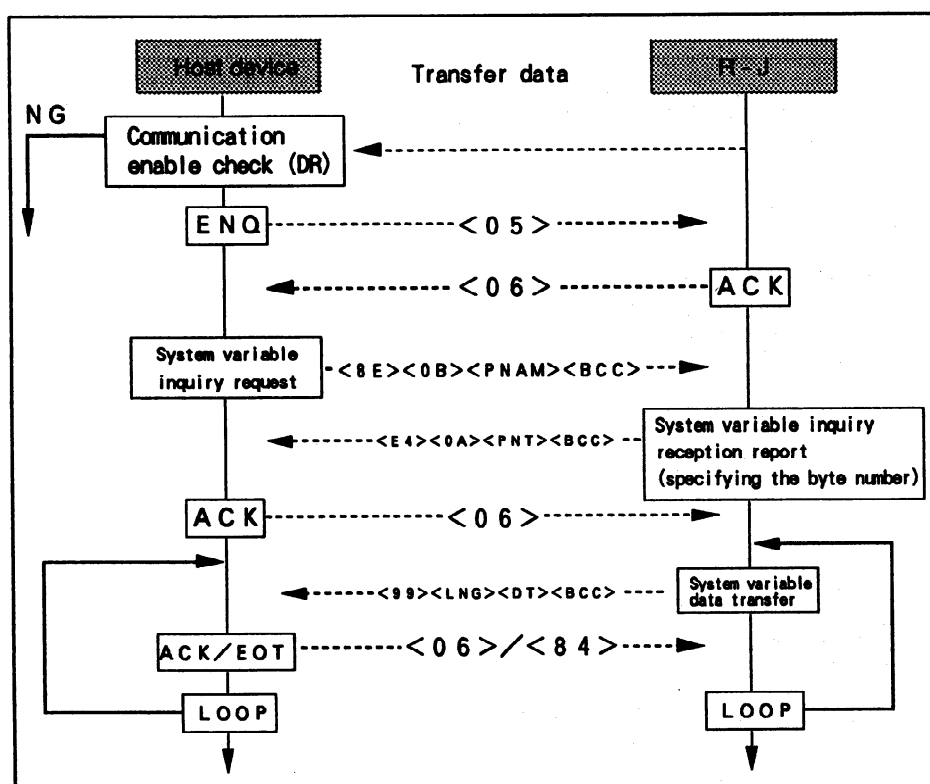 Host device
Transfer data
R-J
NG
Communication
enable check (DR)
ENQ
<05>
<06>
ACK
System variable
inquiry request
<8E><0B><PNAM><BCC>
<E4><0A><PNT><BCC>
System variable inquiry
reception report
(specifying the byte number)
ACK
<06>
<99><LNG><DT><BCC>
System variable
data transfer
ACK/EOT
<06>/<84>
LOOP
LOOP